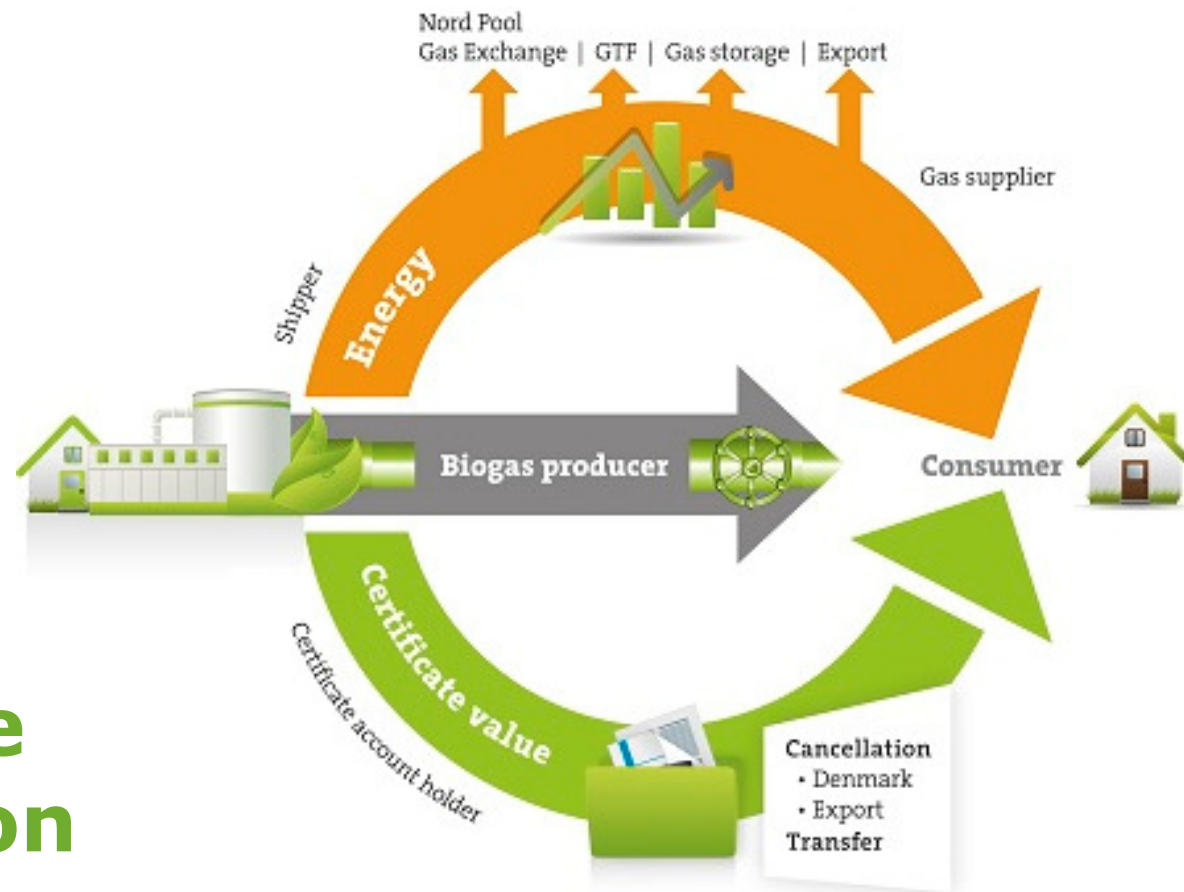 Nord Pool
Gas Exchange | GTF | Gas storage | Export
Gas supplier
Shipper
Energy
Biogas producer
Consumer
Certificate value
Certificate account holder
Cancellation
• Denmark
• Export
Transfer
e
on